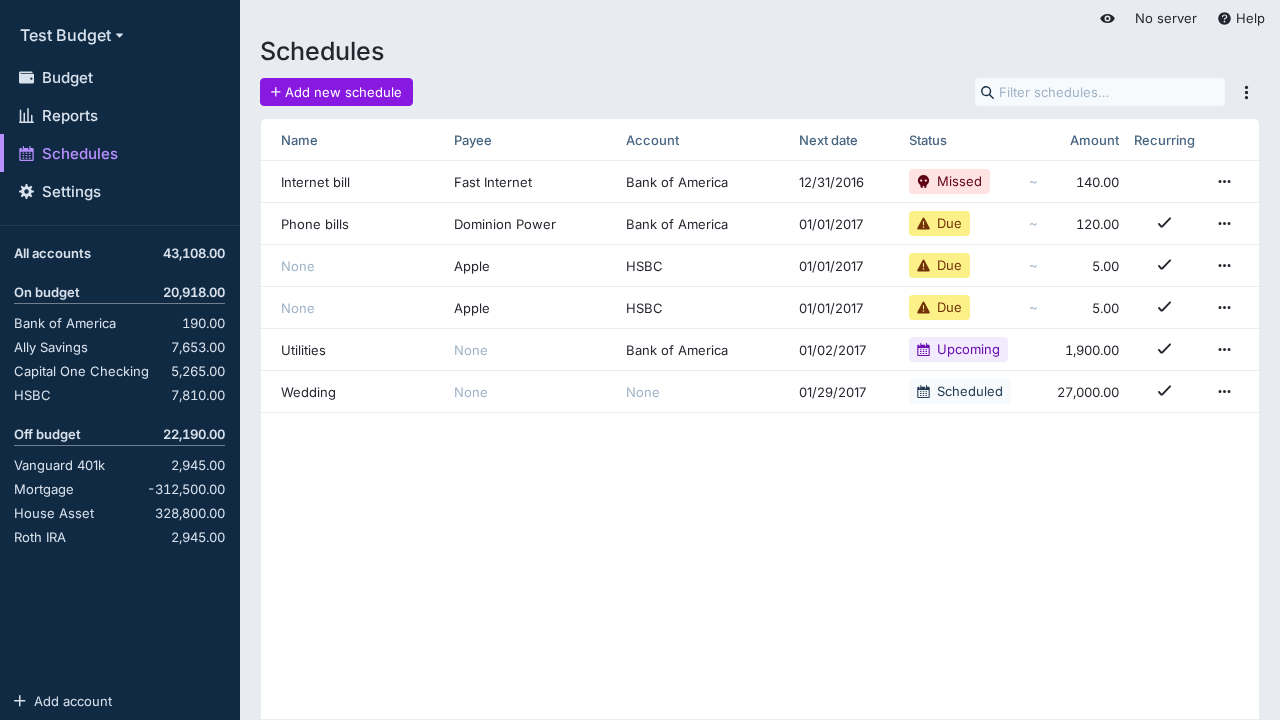 Test Budget
Budget
Reports
Schedules
Settings
All accounts 43,108.00
On budget 20,918.00
Bank of America 190.00
Ally Savings 7,653.00
Capital One Checking 5,265.00
HSBC 7,810.00
Off budget 22,190.00
Vanguard 401k 2,945.00
Mortgage -312,500.00
House Asset 328,800.00
Roth IRA 2,945.00
Add account
No server Help
Schedules
Add new schedule Filter schedules...
Name Payee Account Next date Status Amount Recurring
Internet bill Fast Internet Bank of America 12/31/2016 Missed ~ 140.00
Phone bills Dominion Power Bank of America 01/01/2017 Due ~ 120.00
None Apple HSBC 01/01/2017 Due ~ 5.00
None Apple HSBC 01/01/2017 Due ~ 5.00
Utilities None Bank of America 01/02/2017 Upcoming 1,900.00
Wedding None None 01/29/2017 Scheduled 27,000.00